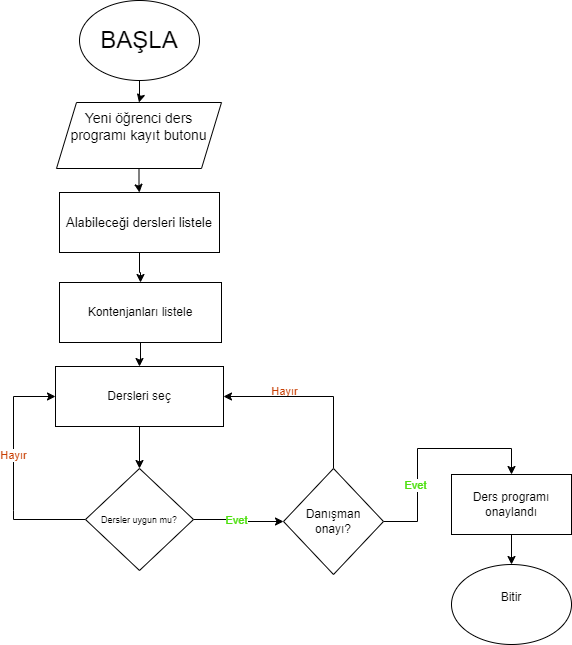 BAŞLA
Yeni öğrenci ders
programı kayıt butonu
Alabileceği dersleri listele
Kontenjanları listele
Dersleri seç
Hayır
Hayır
Dersler uygun mu?
Evet
Danışman
onayı?
Evet
Ders programı
onaylandı
Bitir